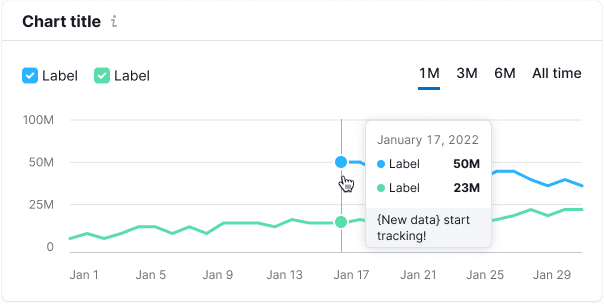 Chart title
Label Label 1M 3M 6M All time
100M
50M
25M
0
January 17, 2022
Label 50M
Label 23M
{New data} start
tracking!
Jan 1 Jan 5 Jan 9 Jan 13 Jan 17 Jan 21 Jan 25 Jan 29